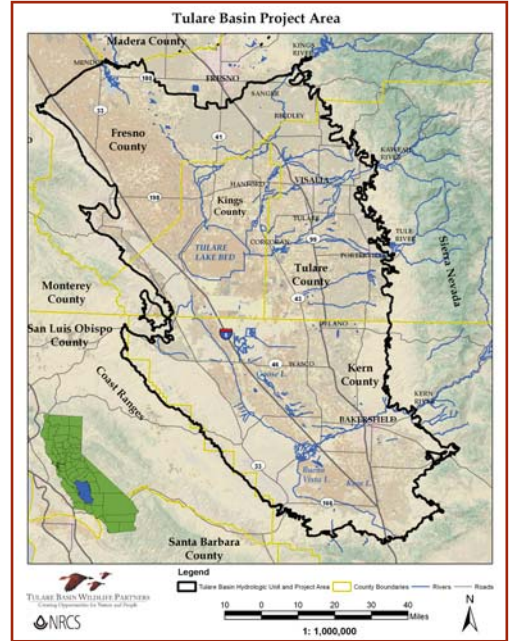 Tulare Basin Project Area
Madera County
KINGS
RIVER
MENDOTA
180
FRESNO
SANGER
33
REEDLEY
Fresno
County
41
KAWEAH
RIVER
HANFORD
VISALIA
198
Kings
County
TULARE
99
TULE
RIVER
CORCORAN
TULARE
LAKE BED
PORTERVILLE
Sierra Nevada
Tulare
County
Monterey
County
43
San Luis Obispo
County
DELANO
5
46
WASCO
Goose L.
Kern
County
Coast Ranges
KERN
RIVER
BAKERSFIELD
Buena
Vista L.
Kern L.
33
166
Santa Barbara
County
Legend
Tulare Basin Hydrologic Unit and Project Area
County Boundaries
Rivers
Roads
TULARE BASIN WILDLIFE PARTNERS
Creating Opportunities for Nature and People
NRCS
10 0 10 20 30 40
Miles
1: 1,000,000
N